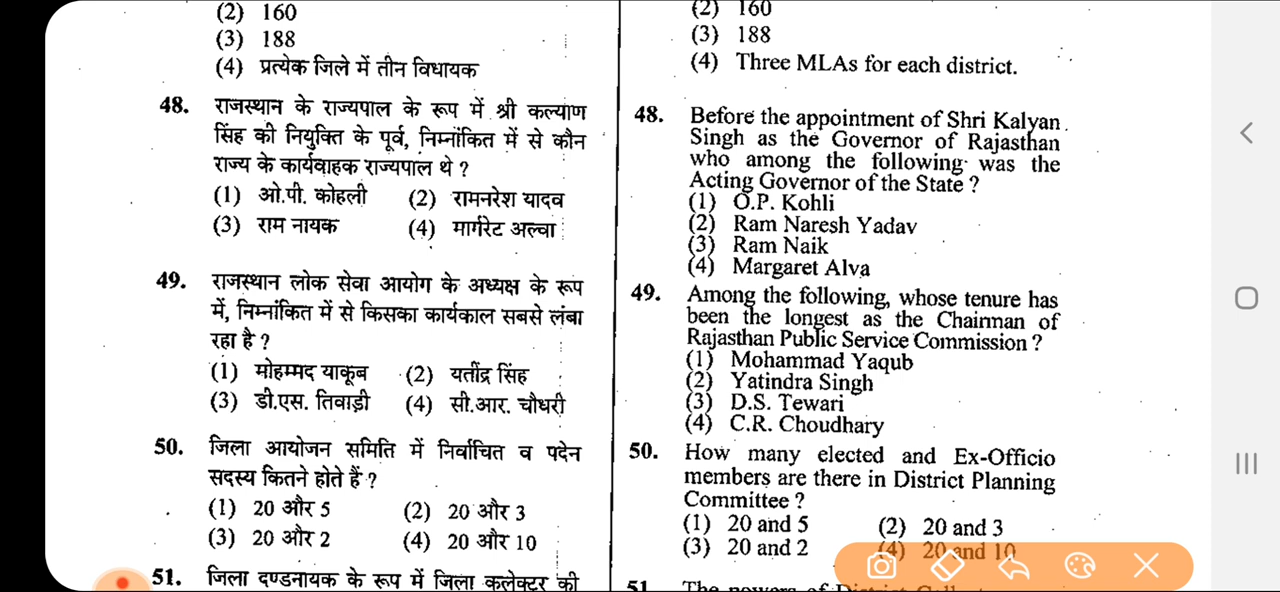 (2) 160
(3) 188
(4) प्रत्येक जिले में तीन विधायक
48. राजस्थान के राज्यपाल के रूप में श्री कल्याण
सिंह की नियुक्ति के पूर्व, निम्नांकित में से कौन
राज्य के कार्यवाहक राज्यपाल थे ?
(1) ओ.पी. कोहली (2) रामनरेश यादव
(3) राम नायक (4) मार्गरेट अल्वा
49. राजस्थान लोक सेवा आयोग के अध्यक्ष के रूप
में, निम्नांकित में से किसका कार्यकाल सबसे लंबा
रहा है ?
(1) मोहम्मद याकूब (2) यतींद्र सिंह
(3) डी.एस. तिवाड़ी (4) सी.आर. चौधरी
50. जिला आयोजन समिति में निर्वाचित व पदेन
सदस्य कितने होते हैं ?
(1) 20 और 5 (2) 20 और 3
(3) 20 और 2 (4) 20 और 10
51. जिला दण्डनायक के रूप में जिला कलेक्टर की
(2) 160
(3) 188
(4) Three MLAs for each district.
48. Before the appointment of Shri Kalyan
Singh as the Governor of Rajasthan
who among the following was the
Acting Governor of the State ?
(1) O.P. Kohli
(2) Ram Naresh Yadav
(3) Ram Naik
(4) Margaret Alva
49. Among the following, whose tenure has
been the longest as the Chairman of
Rajasthan Public Service Commission ?
(1) Mohammad Yaqub
(2) Yatindra Singh
(3) D.S. Tewari
(4) C.R. Choudhary
50. How many elected and Ex-Officio
members are there in District Planning
Committee ?
(1) 20 and 5 (2) 20 and 3
(3) 20 and 2 (4) 20 and 10
51. The powers of